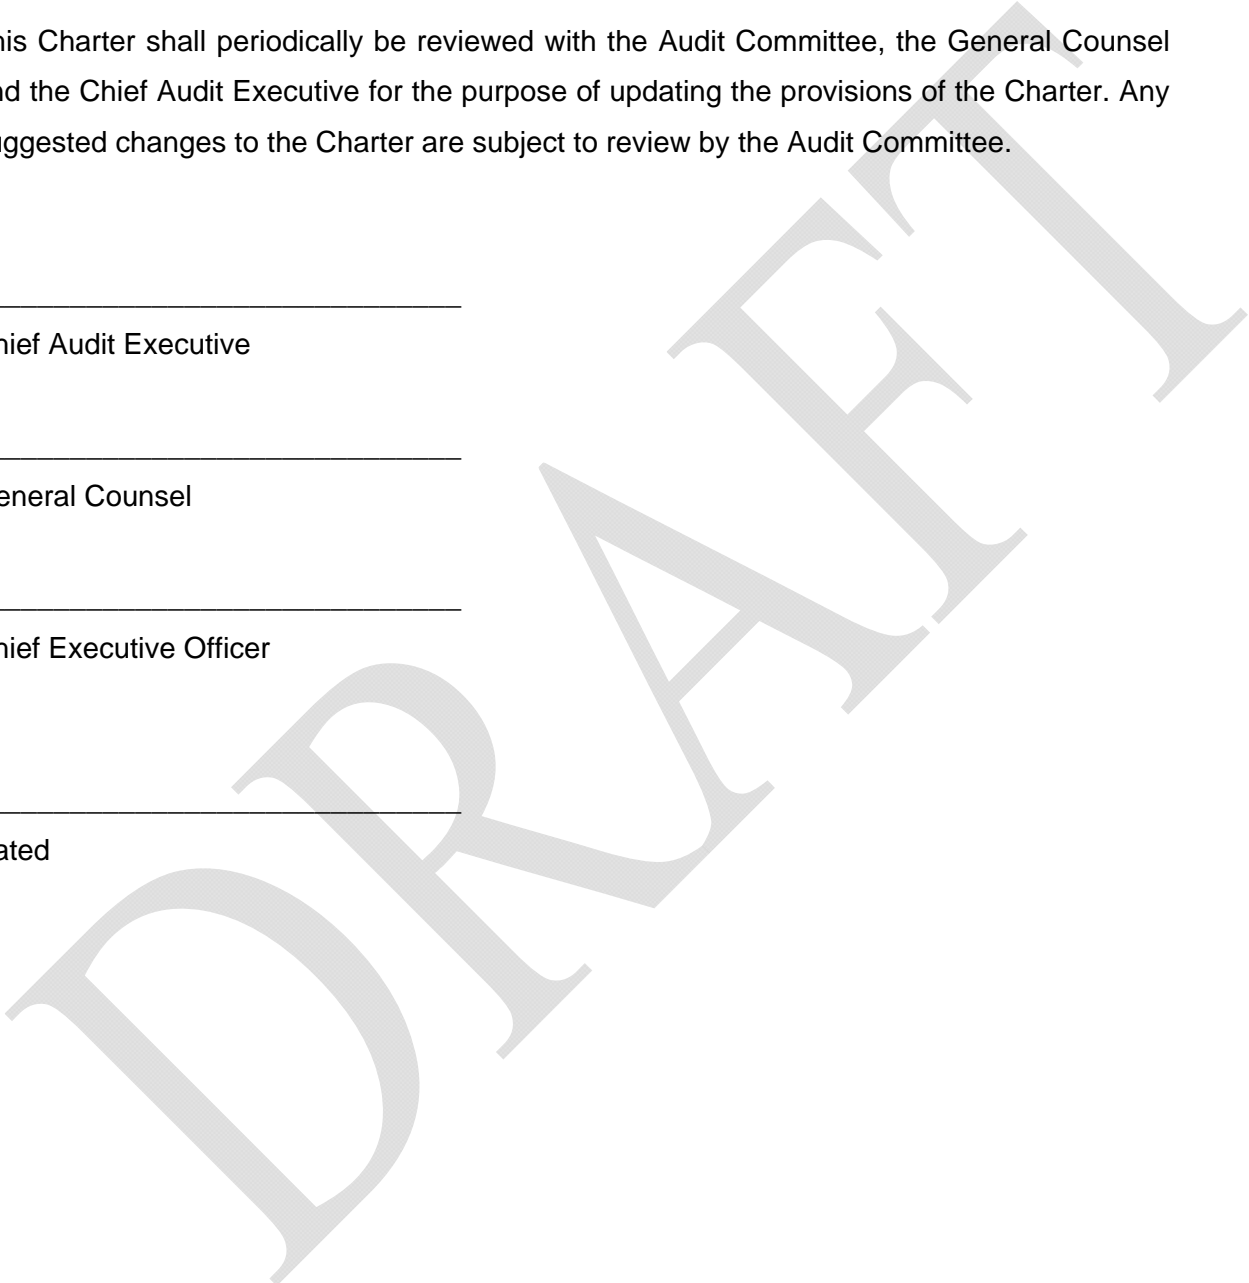 his Charter shall periodically be reviewed with the Audit Committee, the General Counsel
nd the Chief Audit Executive for the purpose of updating the provisions of the Charter. Any
uggested changes to the Charter are subject to review by the Audit Committee.
hief Audit Executive
eneral Counsel
hief Executive Officer
ated
DRAFT